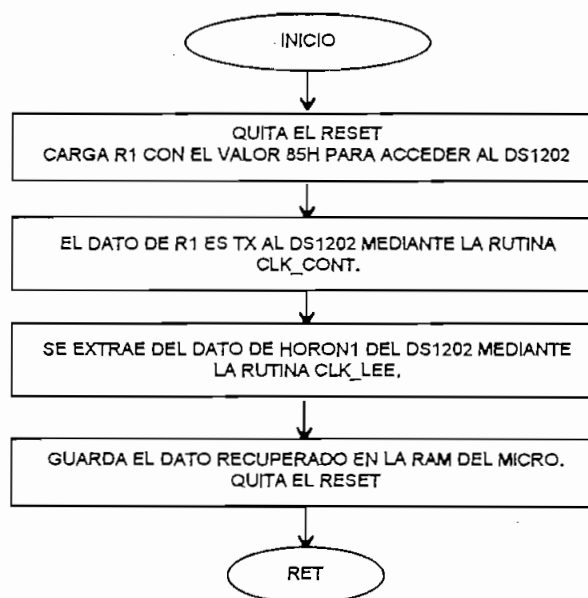 INICIO
QUITA EL RESET
CARGA R1 CON EL VALOR 85H PARA ACCEDER AL DS1202
EL DATO DE R1 ES TX AL DS1202 MEDIANTE LA RUTINA
CLK_CONT.
SE EXTRAE DEL DATO DE HORON1 DEL DS1202 MEDIANTE
LA RUTINA CLK_LEE,
GUARDA EL DATO RECUPERADO EN LA RAM DEL MICRO.
QUITA EL RESET
RET